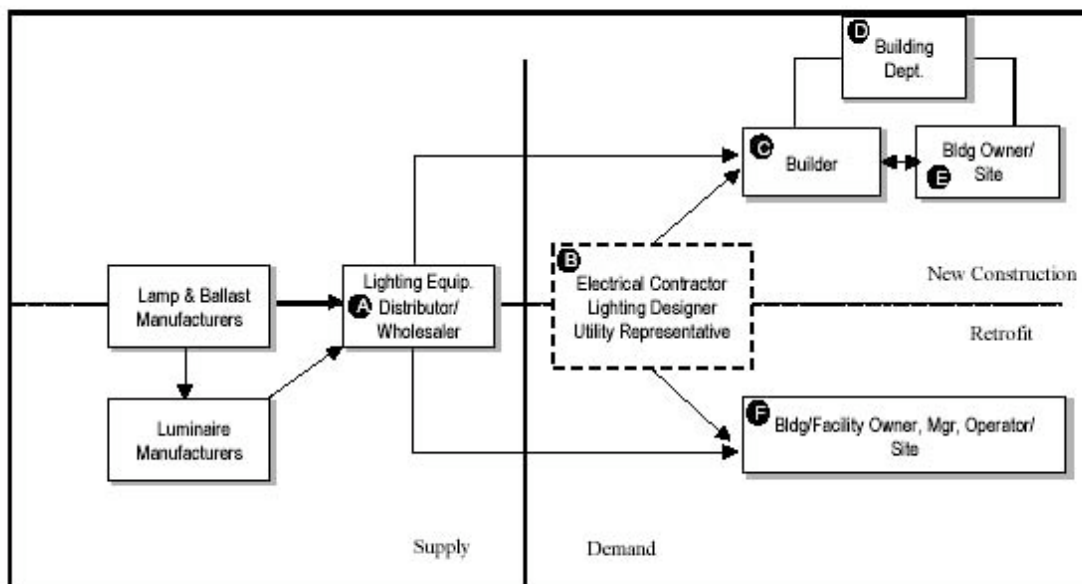 D
Building
Dept.
C
Builder
Bldg Owner/
E
Site
B
Electrical Contractor
Lighting Designer
Utility Representative
New Construction
Retrofit
Lamp & Ballast
Manufacturers
Lighting Equip.
A
Distributor/
Wholesaler
Luminaire
Manufacturers
F
Bldg/Facility Owner, Mgr, Operator/
Site
Supply
Demand